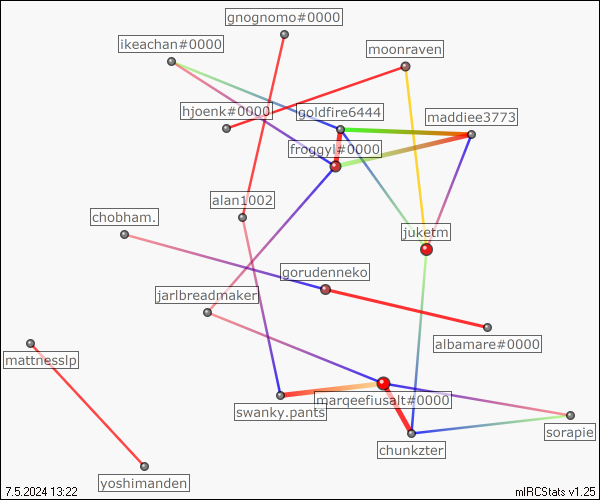 gnognomo#0000
ikeachan#0000
moonraven
hjoenk#0000
goldfire6444
maddiee3773
froggyl#0000
alan1002
chobham.
juketm
gorudenneko
jarlbreadmaker
albamare#0000
mattnesslp
marqeefiusalt#0000
swanky.pants
sorapie
chunkzter
yoshimanden
7.5.2024 13:22
mIRCStats v1.25